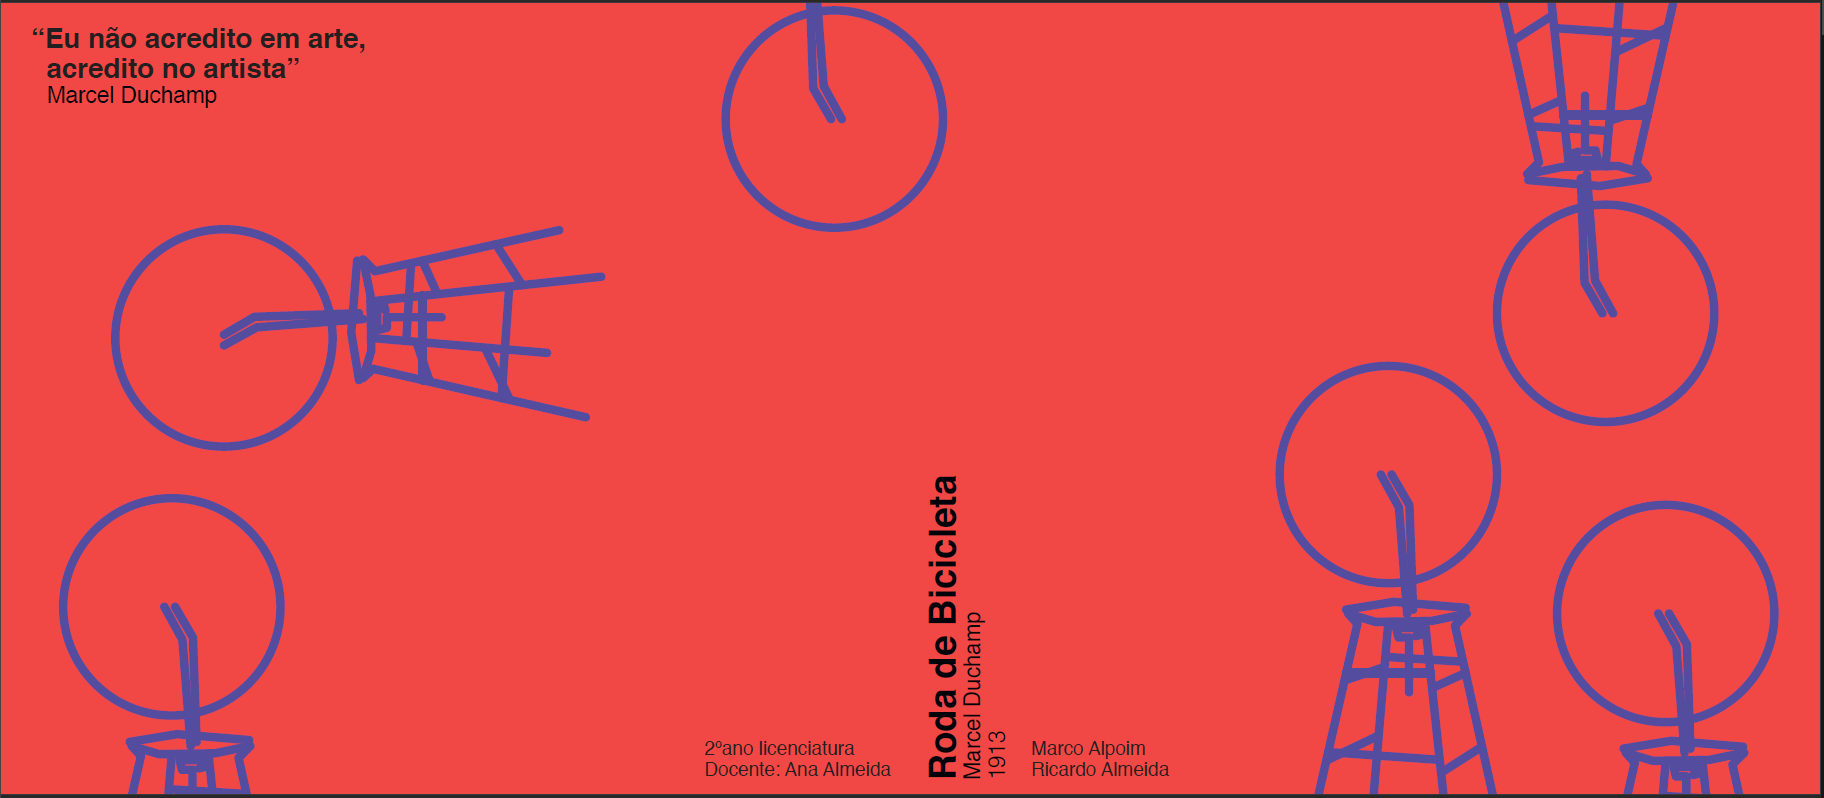 “Eu não acredito em arte,
acredito no artista”
Marcel Duchamp
Roda de Bicicleta
Marcel Duchamp
1913
2ºano licenciatura
Docente: Ana Almeida
Marco Alpoim
Ricardo Almeida